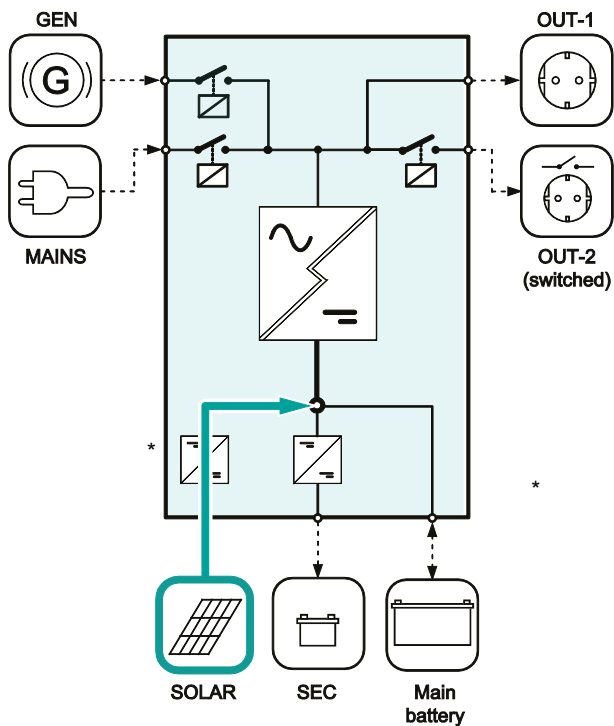 GEN
OUT-1
G
MAINS
OUT-2
(switched)
*
*
SOLAR
SEC
Main
battery